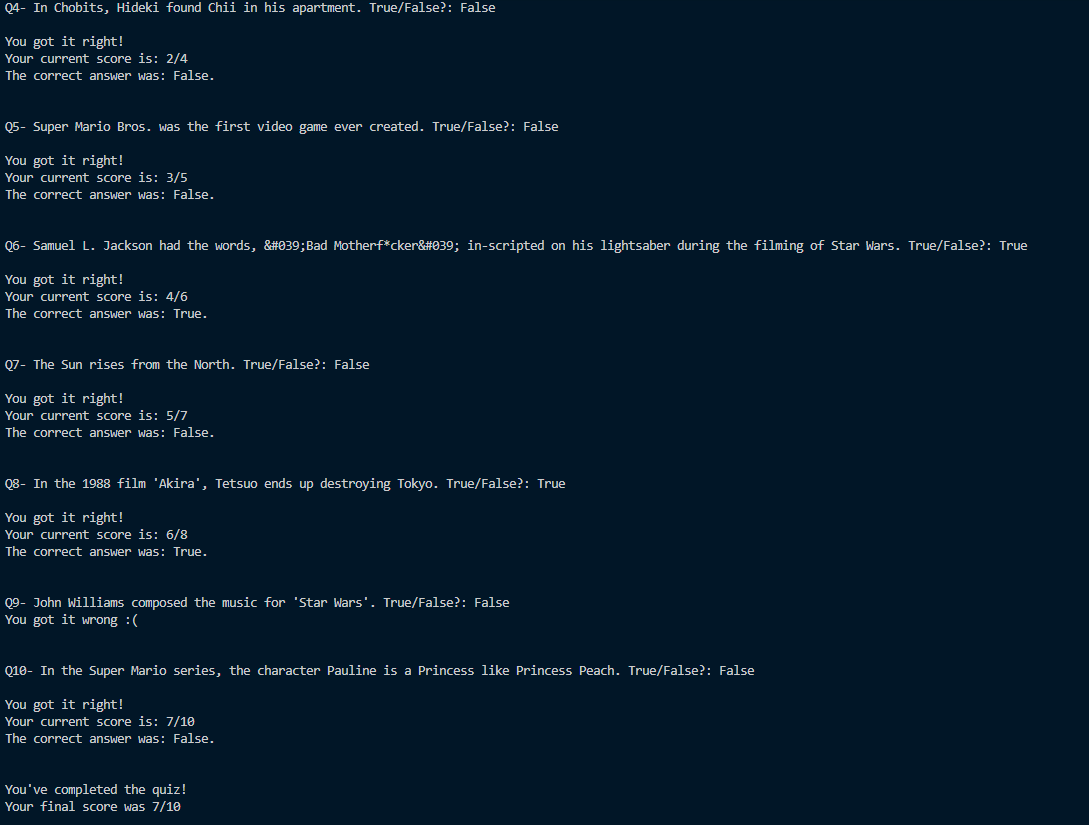 Q4- In Chobits, Hideki found Chii in his apartment. True/False?: False
You got it right!
Your current score is: 2/4
The correct answer was: False.
Q5- Super Mario Bros. was the first video game ever created. True/False?: False
You got it right!
Your current score is: 3/5
The correct answer was: False.
Q6- Samuel L. Jackson had the words, &#039;Bad Motherf*cker&#039; in-scripted on his lightsaber during the filming of Star Wars. True/False?: True
You got it right!
Your current score is: 4/6
The correct answer was: True.
Q7- The Sun rises from the North. True/False?: False
You got it right!
Your current score is: 5/7
The correct answer was: False.
Q8- In the 1988 film 'Akira', Tetsuo ends up destroying Tokyo. True/False?: True
You got it right!
Your current score is: 6/8
The correct answer was: True.
Q9- John Williams composed the music for 'Star Wars'. True/False?: False
You got it wrong :(
Q10- In the Super Mario series, the character Pauline is a Princess like Princess Peach. True/False?: False
You got it right!
Your current score is: 7/10
The correct answer was: False.
You've completed the quiz!
Your final score was 7/10